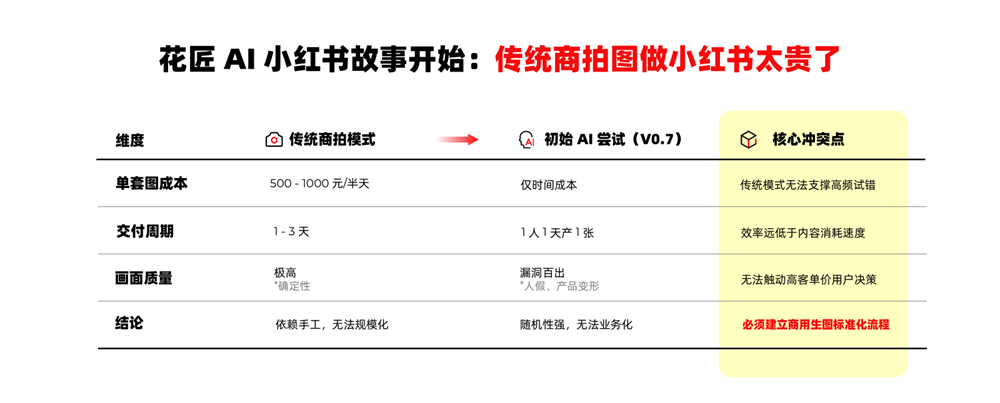 花匠 AI 小红书故事开始：传统商拍图做小红书太贵了
维度 传统商拍模式 AI 初始 AI 尝试（V0.7） 核心冲突点
单套图成本 500 - 1000 元/半天 仅时间成本 传统模式无法支撑高频试错
交付周期 1 - 3 天 1 人 1 天产 1 张 效率远低于内容消耗速度
画面质量 极高 漏洞百出 无法触动高客单价用户决策
*确定性 *人假、产品变形
结论 依赖手工，无法规模化 随机性强，无法业务化 必须建立商用生图标准化流程